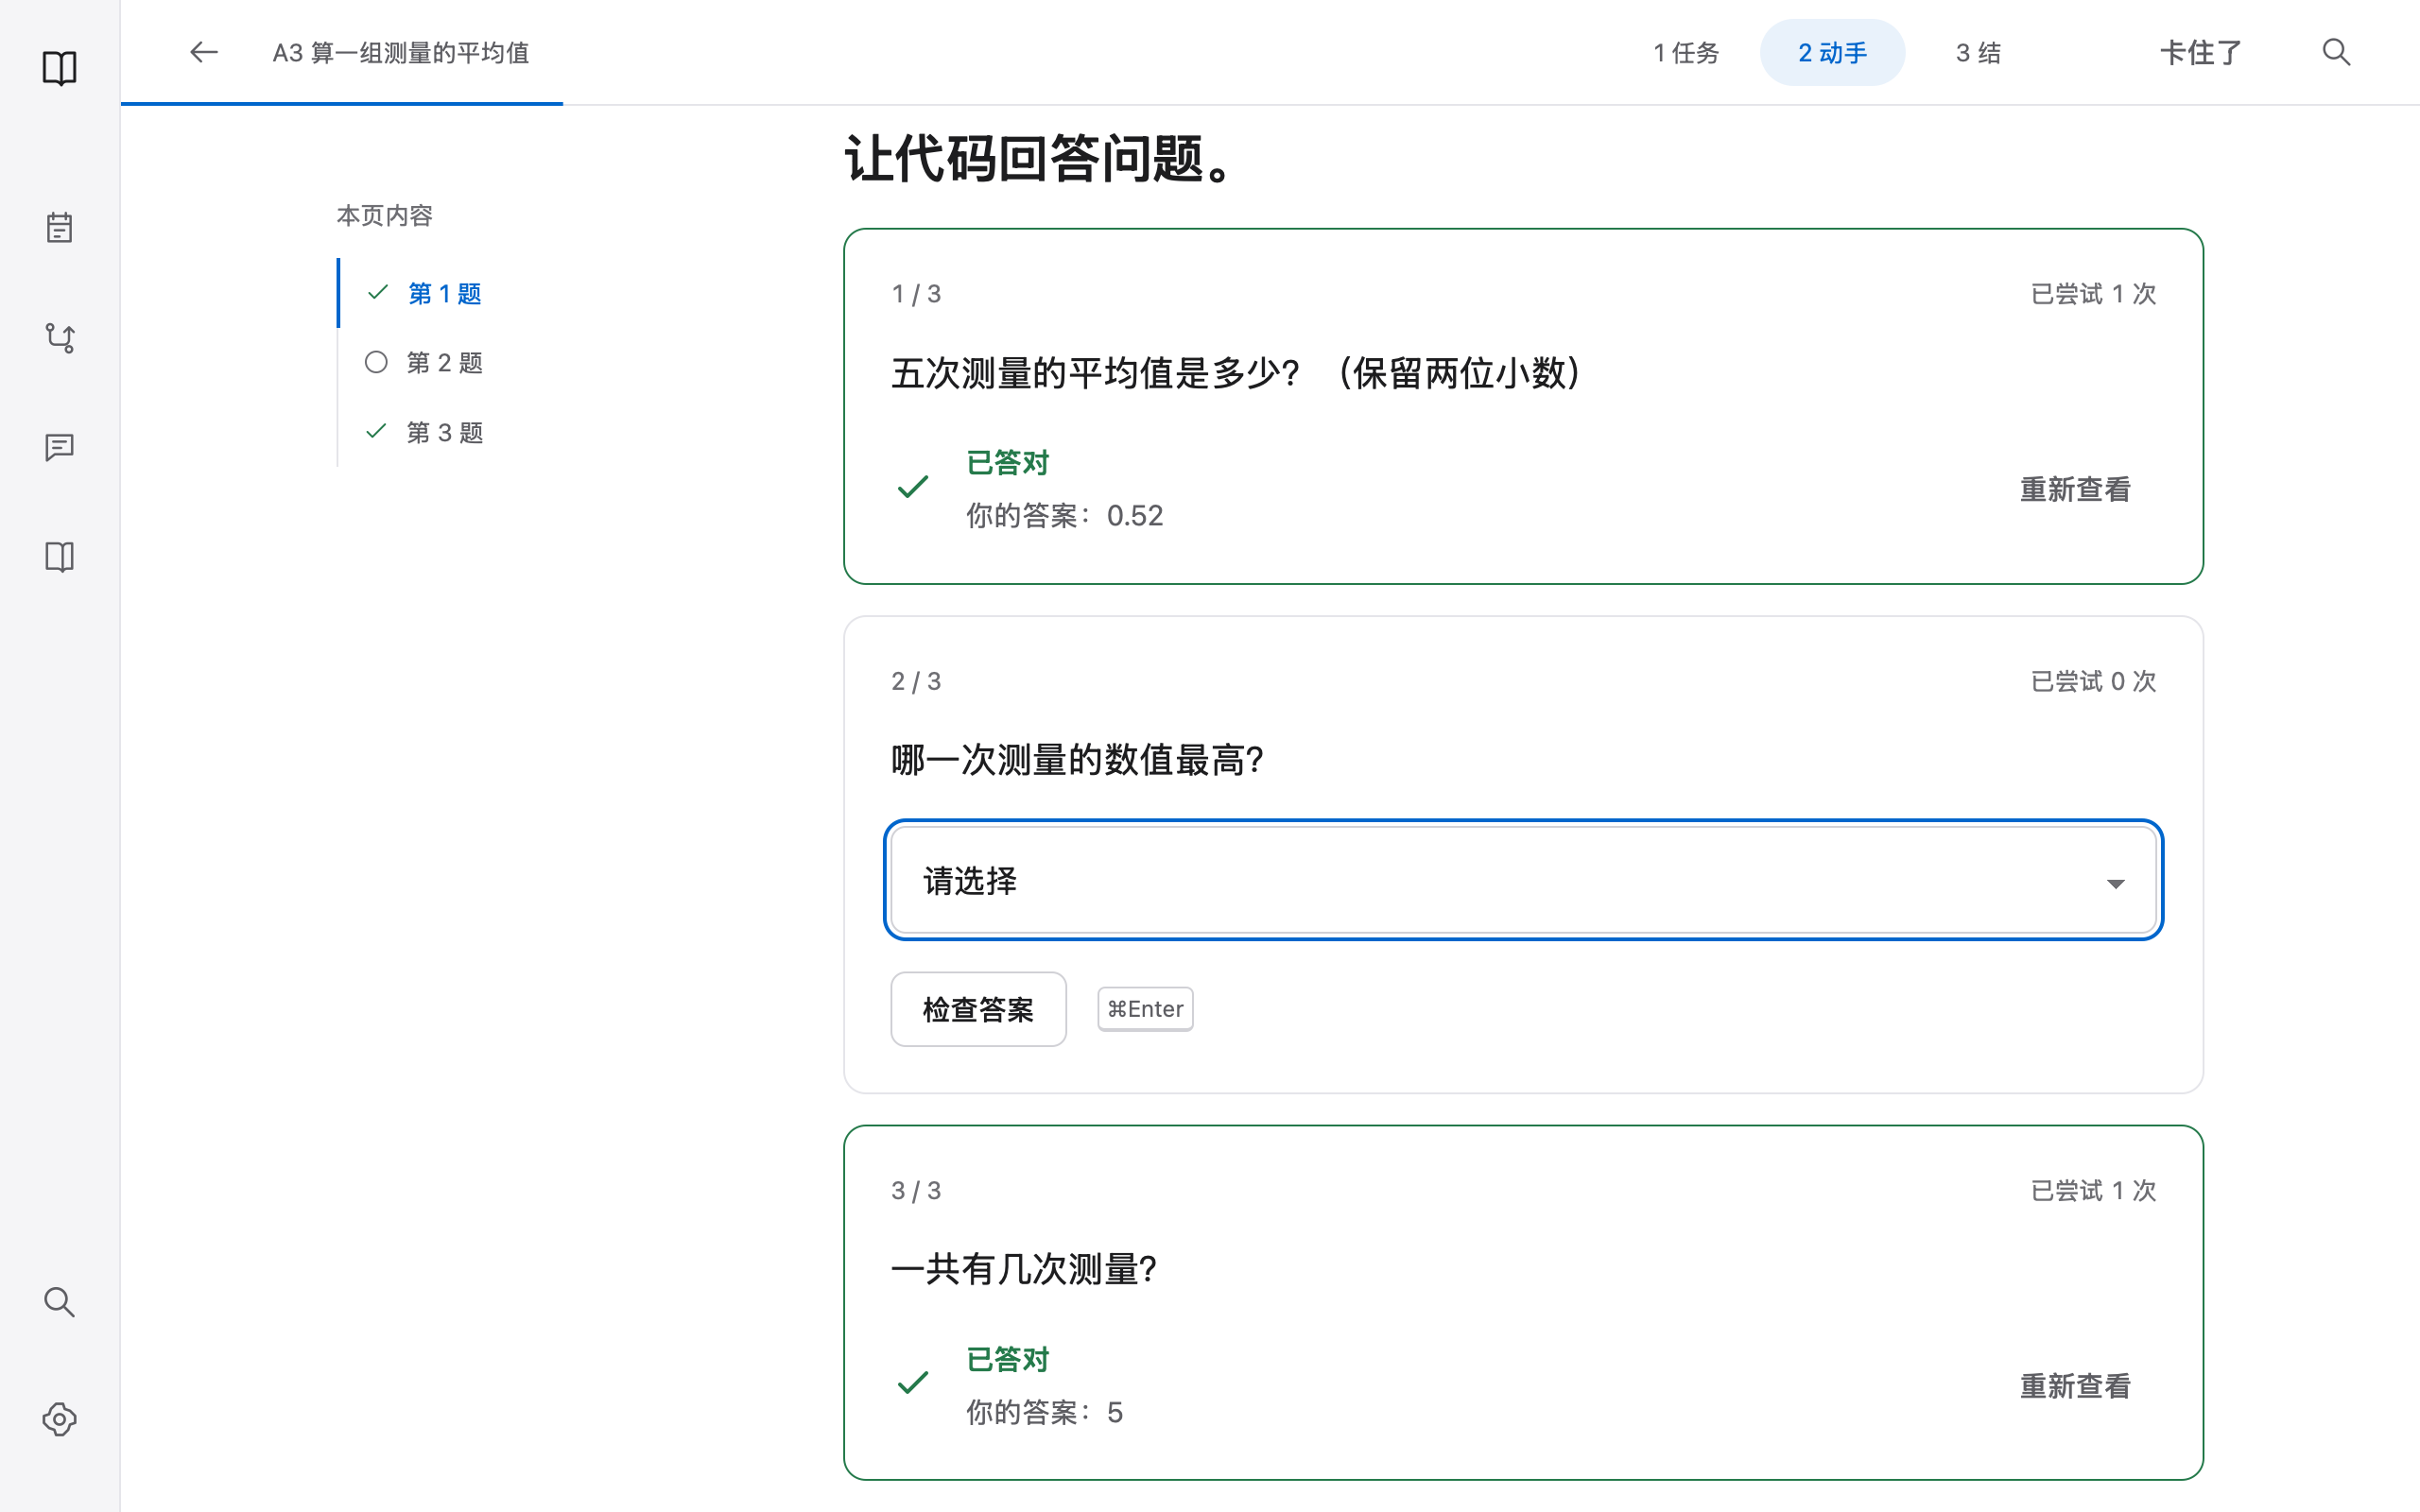 A3 算一组测量的平均值
1 任务
2 动手
3 结
卡住了
本页内容
第 1 题
第 2 题
第 3 题
让代码回答问题。
1 / 3
已尝试 1 次
五次测量的平均值是多少？（保留两位小数）
已答对
你的答案：0.52
重新查看
2 / 3
已尝试 0 次
哪一次测量的数值最高？
请选择
检查答案
⌘Enter
3 / 3
已尝试 1 次
一共有几次测量？
已答对
你的答案：5
重新查看